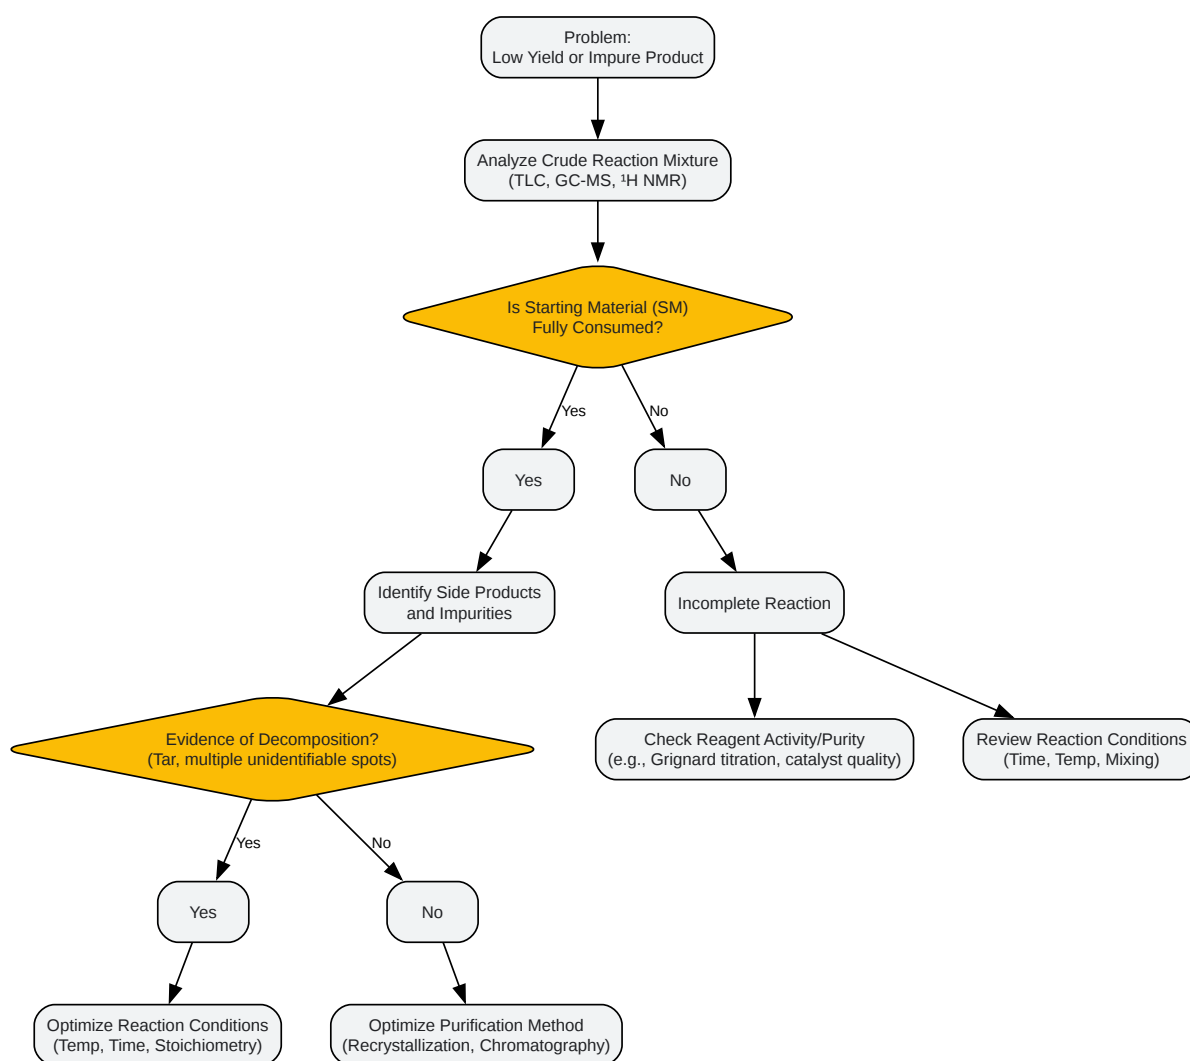 Problem:
Low Yield or Impure Product
Analyze Crude Reaction Mixture
(TLC, GC-MS, ¹H NMR)
Is Starting Material (SM)
Fully Consumed?
Yes
No
Yes
No
Identify Side Products
and Impurities
Incomplete Reaction
Evidence of Decomposition?
(Tar, multiple unidentifiable spots)
Check Reagent Activity/Purity
(e.g., Grignard titration, catalyst quality)
Review Reaction Conditions
(Time, Temp, Mixing)
Yes
No
Yes
No
Optimize Reaction Conditions
(Temp, Time, Stoichiometry)
Optimize Purification Method
(Recrystallization, Chromatography)